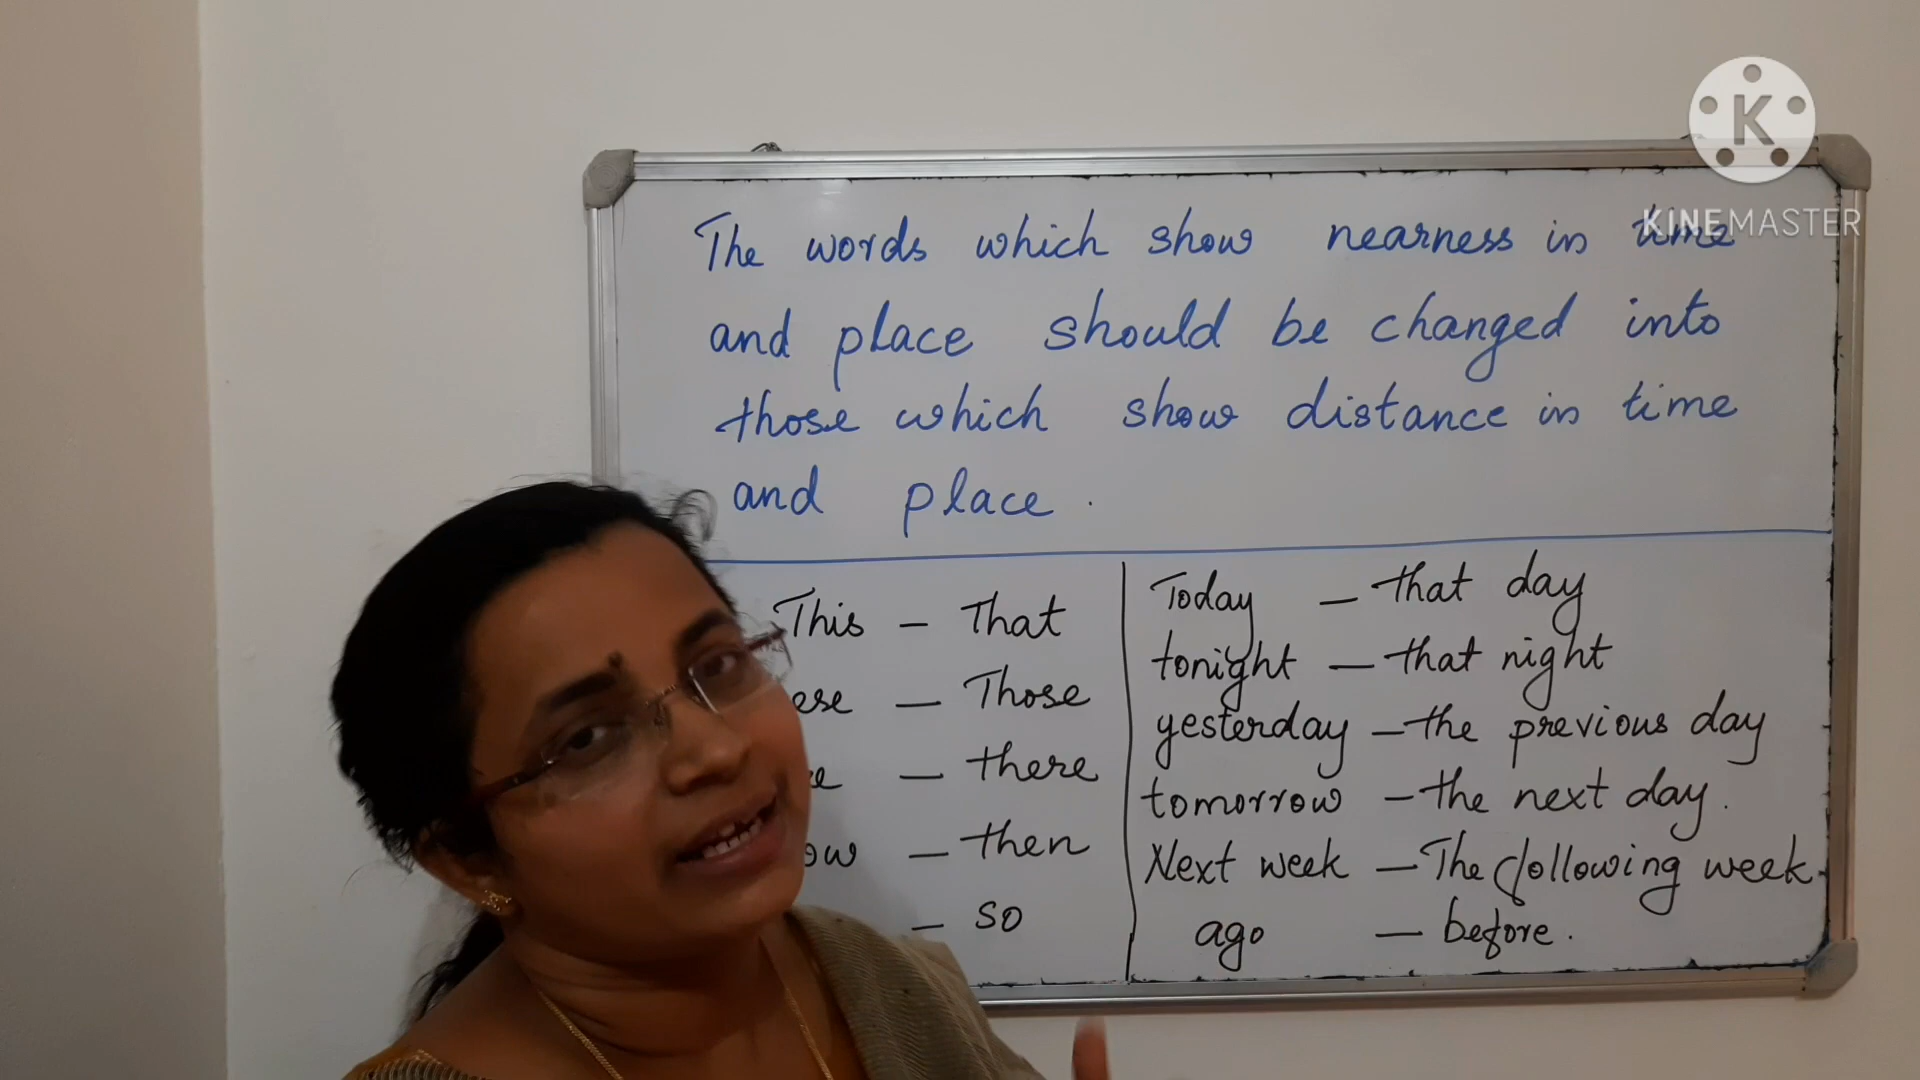 K
KINEMASTER
The words which show nearness in time
and place should be changed into
those which show distance in time
and place.
This – That
ese – Those
– there
ow – then
– so
Today – that day
tonight – that night
yesterday – the previous day
tomorrow – the next day.
Next week – The following week.
ago – before.